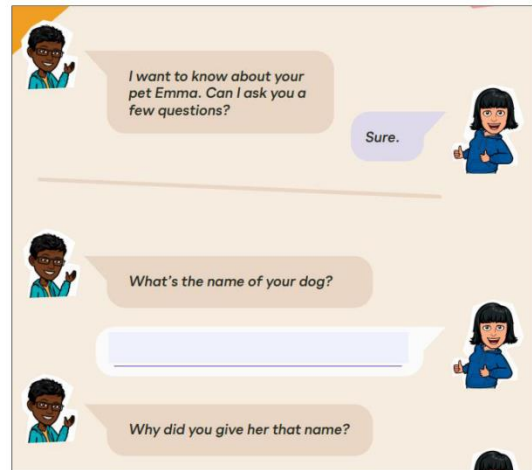 I want to know about your
pet Emma. Can I ask you a
few questions?
Sure.
What's the name of your dog?
Why did you give her that name?